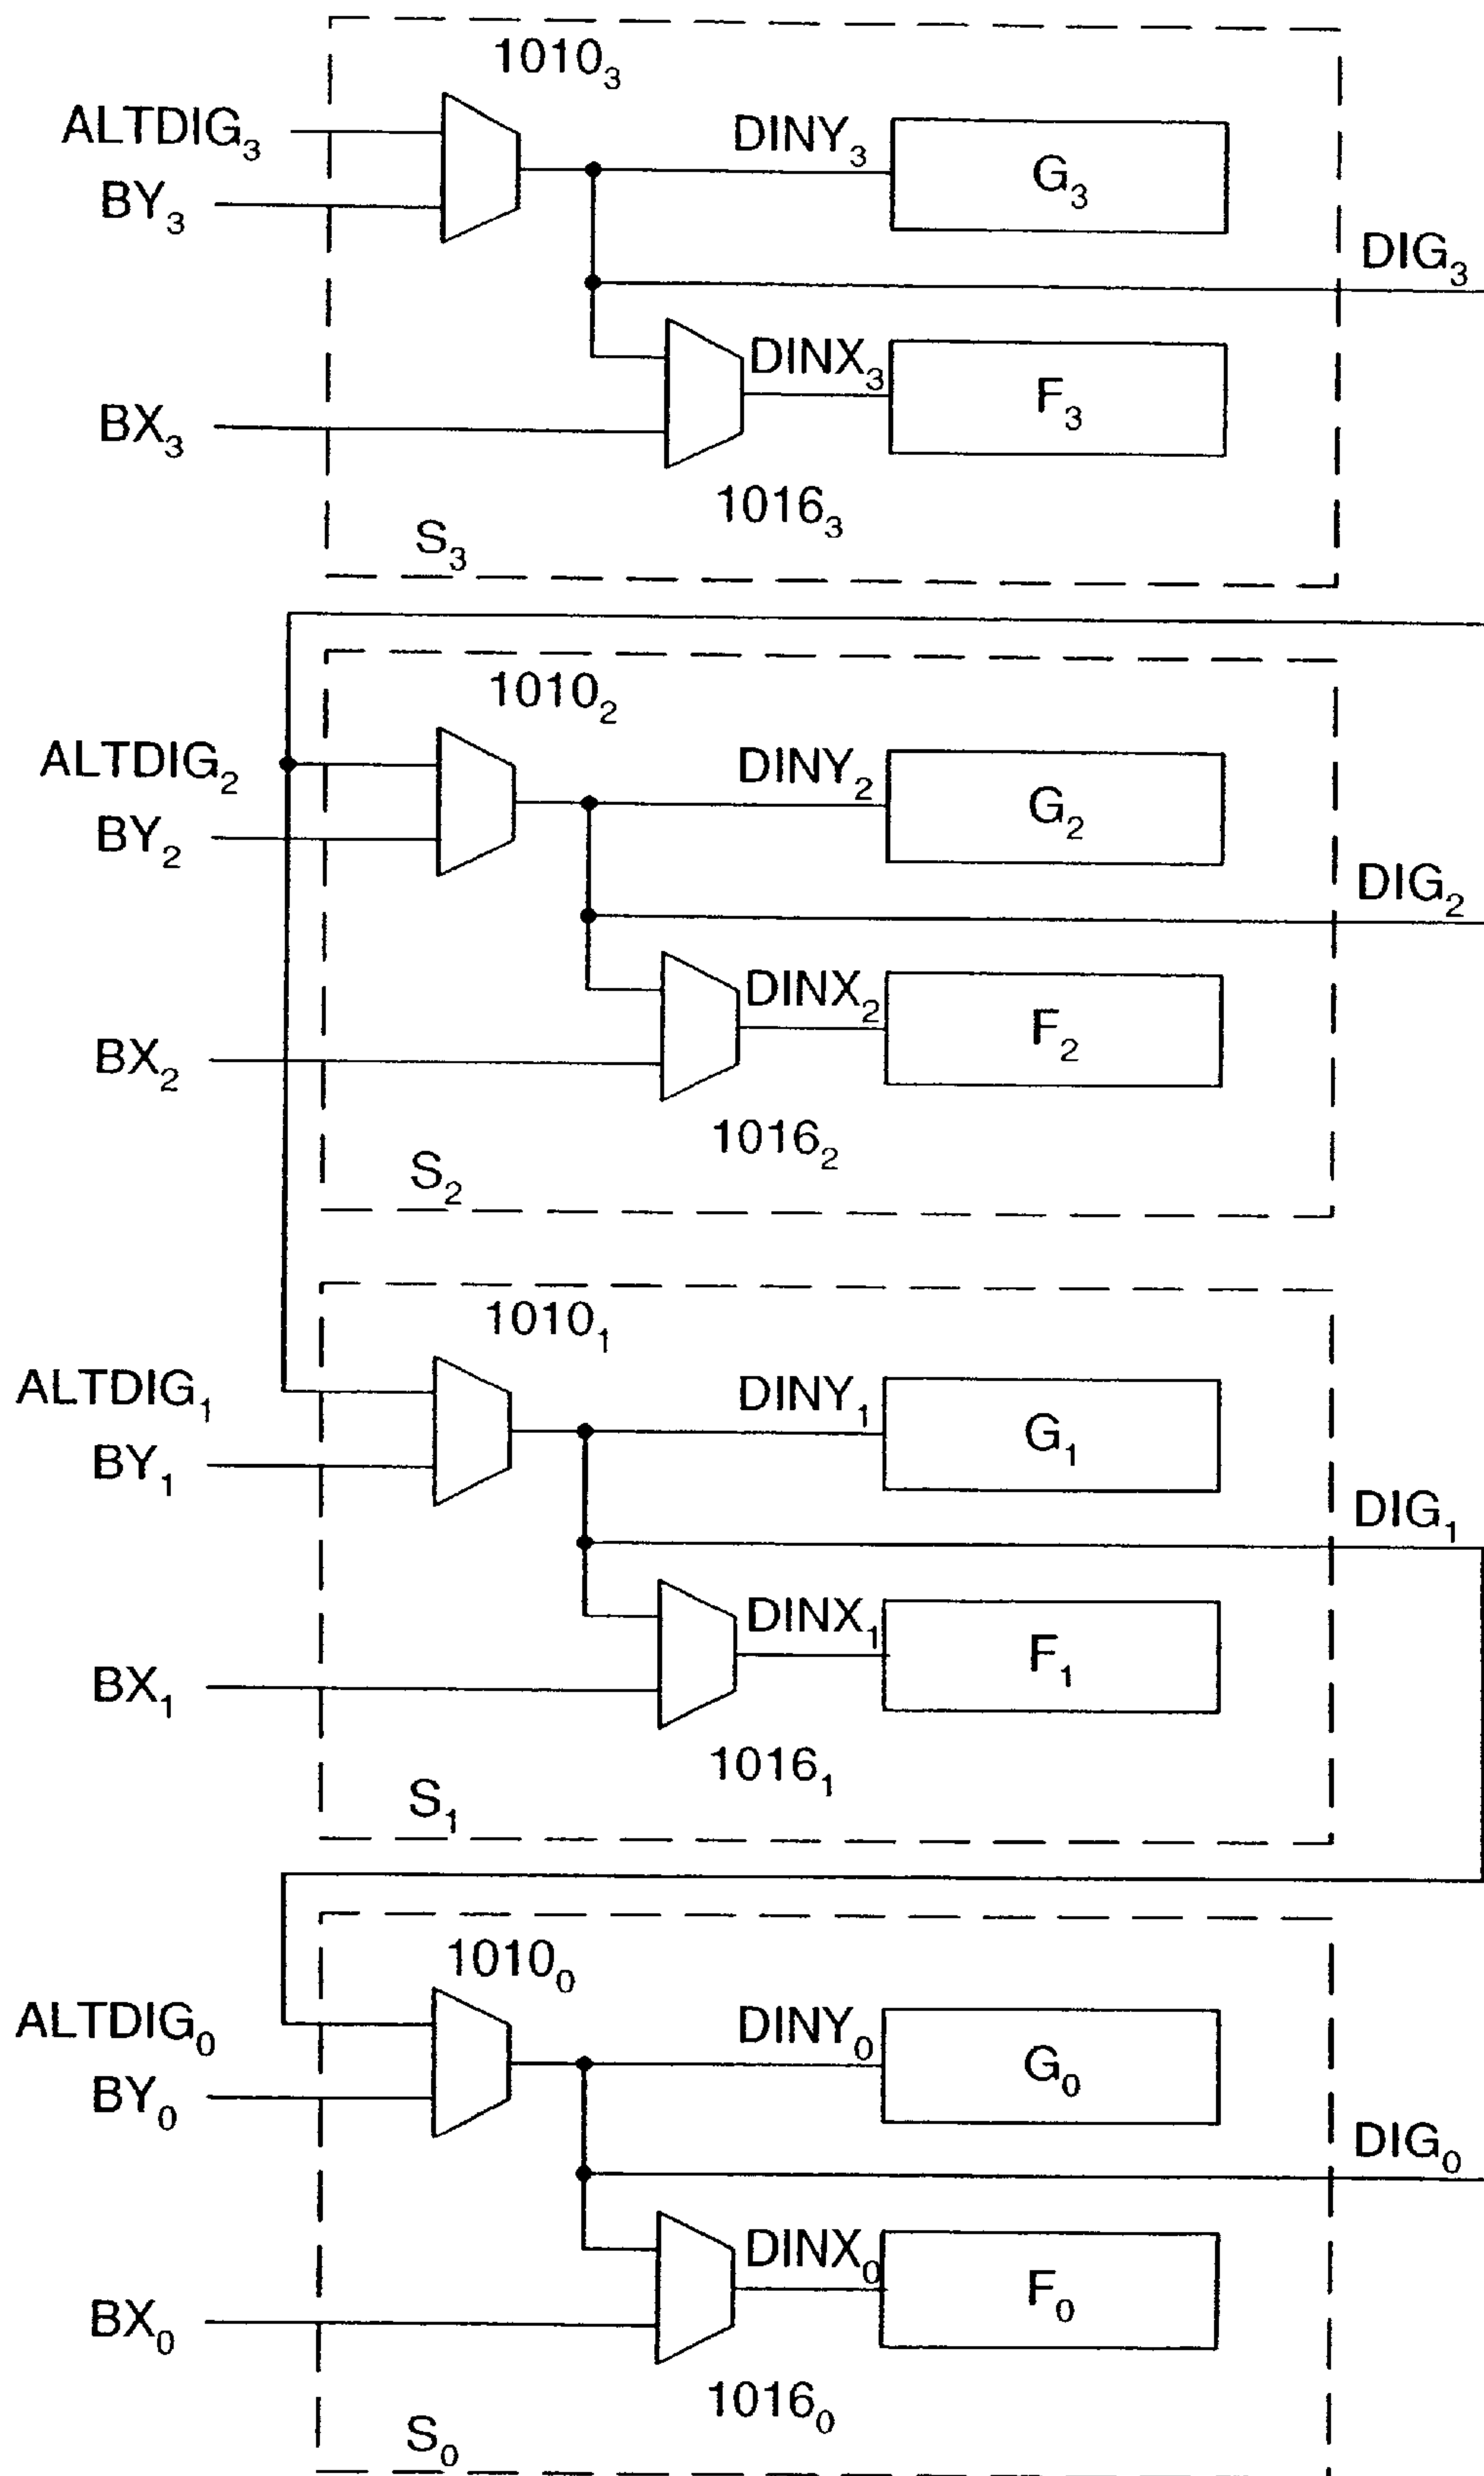 1010₃
ALTDIG₃
DINY₃
G₃
BY₃
DIG₃
DINX₃
F₃
BX₃
1016₃
S₃
1010₂
ALTDIG₂
DINY₂
G₂
BY₂
DIG₂
DINX₂
F₂
BX₂
1016₂
S₂
1010₁
ALTDIG₁
DINY₁
G₁
BY₁
DIG₁
DINX₁
F₁
BX₁
1016₁
S₁
1010₀
ALTDIG₀
DINY₀
G₀
BY₀
DIG₀
DINX₀
F₀
BX₀
1016₀
S₀